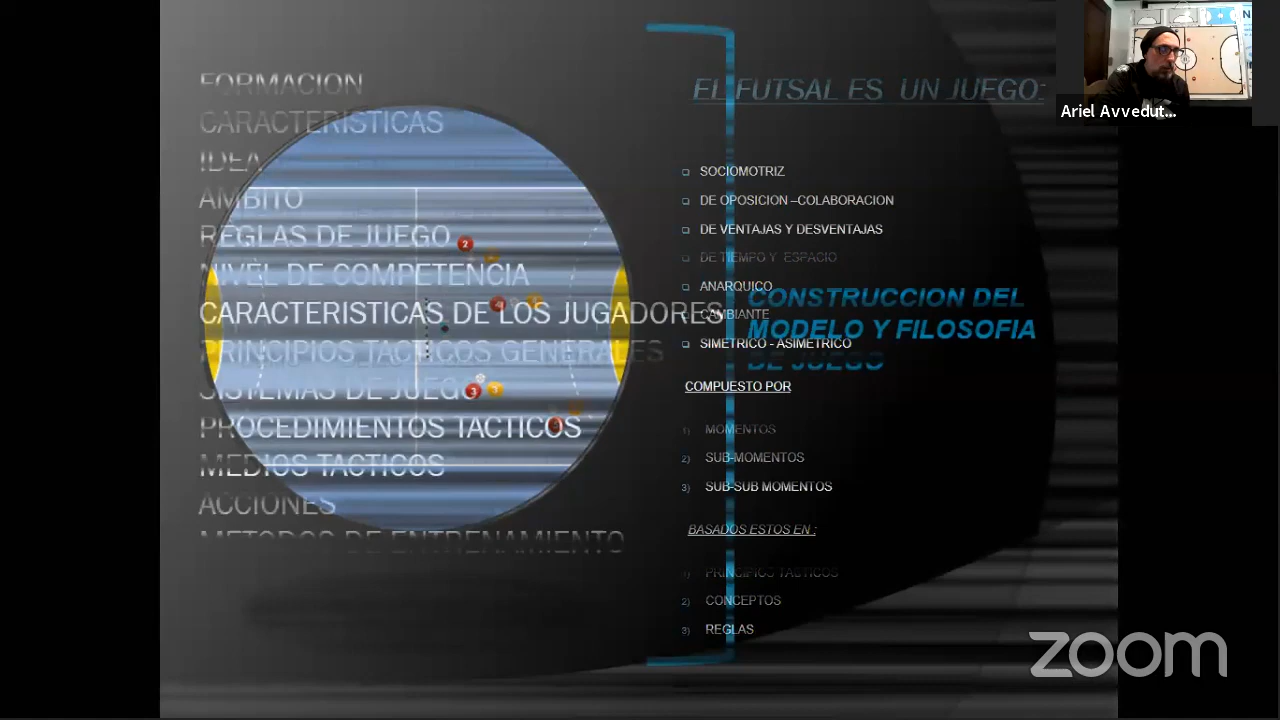 FORMACION
CARACTERISTICAS
IDEA
AMBITO
REGLAS DE JUEGO
NIVEL DE COMPETENCIA
CARACTERISTICAS DE LOS JUGADORES
PRINCIPIOS TACTICOS GENERALES
SISTEMAS DE JUEGO
PROCEDIMIENTOS TACTICOS
MEDIOS TACTICOS
ACCIONES
METODOS DE ENTRENAMIENTO
2
4
3
3
EL FUTSAL ES UN JUEGO:
SOCIOMOTRIZ
DE OPOSICION –COLABORACION
DE VENTAJAS Y DESVENTAJAS
DE TIEMPO Y ESPACIO
ANARQUICO
CAMBIANTE
SIMETRICO - ASIMETRICO
CONSTRUCCION DEL
MODELO Y FILOSOFIA
DE JUEGO
COMPUESTO POR
1) MOMENTOS
2) SUB-MOMENTOS
3) SUB-SUB MOMENTOS
BASADOS ESTOS EN :
1) PRINCIPIOS TACTICOS
2) CONCEPTOS
3) REGLAS
Ariel Avvedut...
zoom